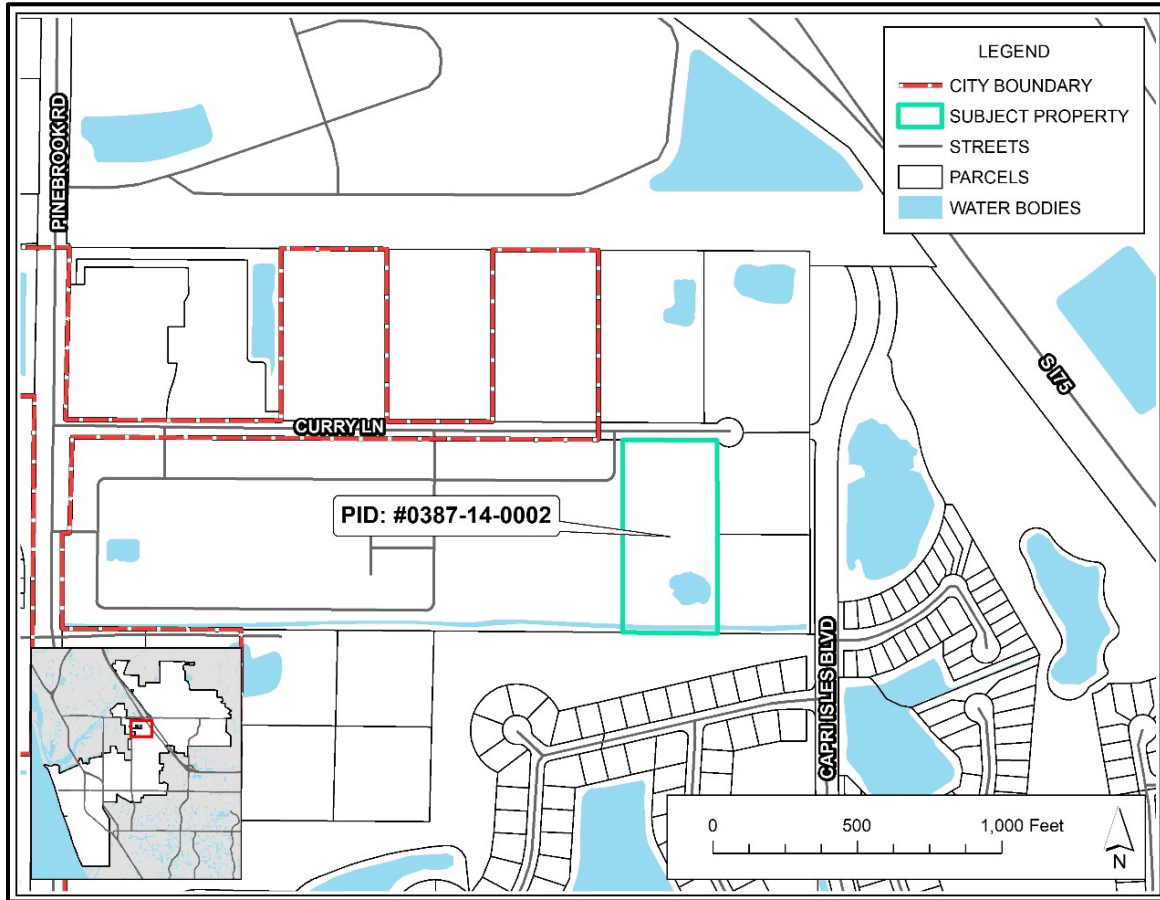 LEGEND
CITY BOUNDARY
SUBJECT PROPERTY
STREETS
PARCELS
WATER BODIES
PINEBROOK RD
S I75
CURRY LN
PID: #0387-14-0002
CAPRI ISLES BLVD
0 500 1,000 Feet
N